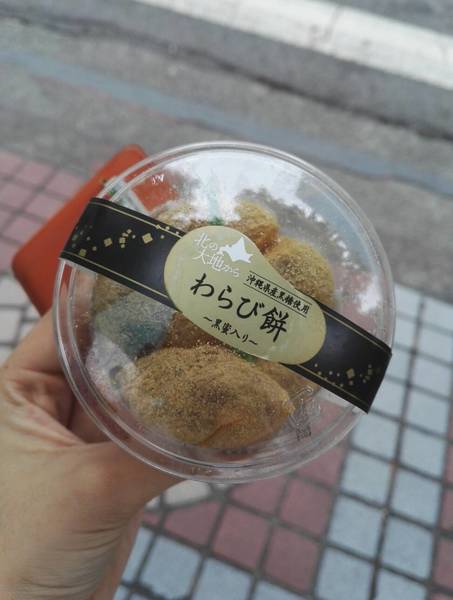 北の
大地から
沖縄県産黒糖使用
わらび餅
～黒蜜入り～